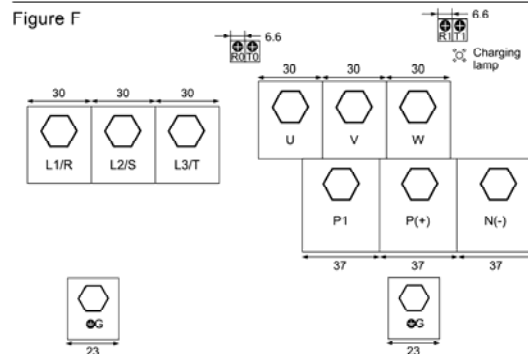 Figure F
6.6
R0 T0
6.6
R1 T1
Charging
lamp
30 30 30
30 30 30
L1/R L2/S L3/T
U V W
P1 P(+) N(-)
37 37 37
G
23
G
23